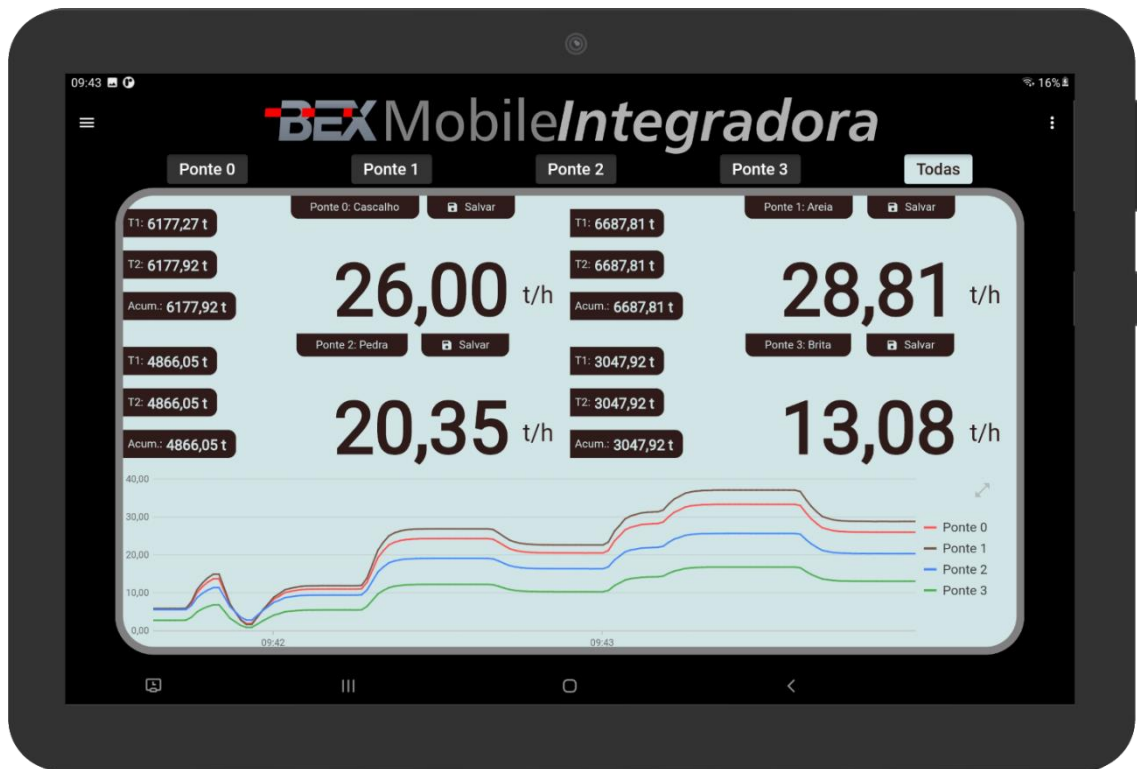 09:43
16%
BEX MobileIntegradora
Ponte 0 Ponte 1 Ponte 2 Ponte 3 Todas
Ponte 0: Cascalho Salvar
T1: 6177,27 t
T2: 6177,92 t
Acum.: 6177,92 t
26,00 t/h
Ponte 1: Areia Salvar
T1: 6687,81 t
T2: 6687,81 t
Acum.: 6687,81 t
28,81 t/h
Ponte 2: Pedra Salvar
T1: 4866,05 t
T2: 4866,05 t
Acum.: 4866,05 t
20,35 t/h
Ponte 3: Brita Salvar
T1: 3047,92 t
T2: 3047,92 t
Acum.: 3047,92 t
13,08 t/h
40,00
30,00
20,00
10,00
0,00
09:42 09:43
Ponte 0
Ponte 1
Ponte 2
Ponte 3